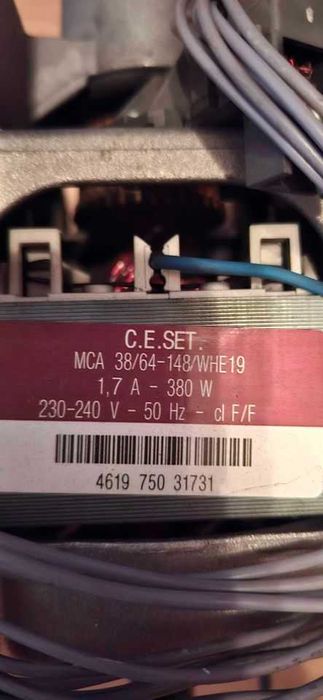 C.E.SET.
MCA 38/64-148/WHE19
1,7 A - 380 W
230-240 V - 50 Hz - cl F/F
4619 750 31731